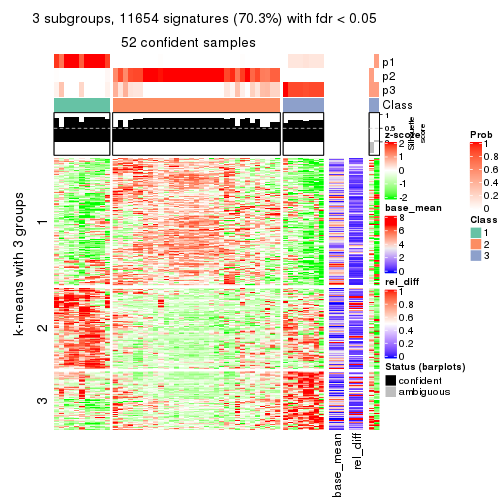 3 subgroups, 11654 signatures (70.3%) with fdr < 0.05
52 confident samples
p1
p2
p3
Class
1
0.5
0
Silhouette
score
k-means with 3 groups
1
2
3
base_mean
rel_diff
z-score
2
1
0
-1
-2
base_mean
8
6
4
2
0
rel_diff
1
0.8
0.6
0.4
0.2
0
Status (barplots)
confident
ambiguous
Prob
1
0.8
0.6
0.4
0.2
0
Class
1
2
3